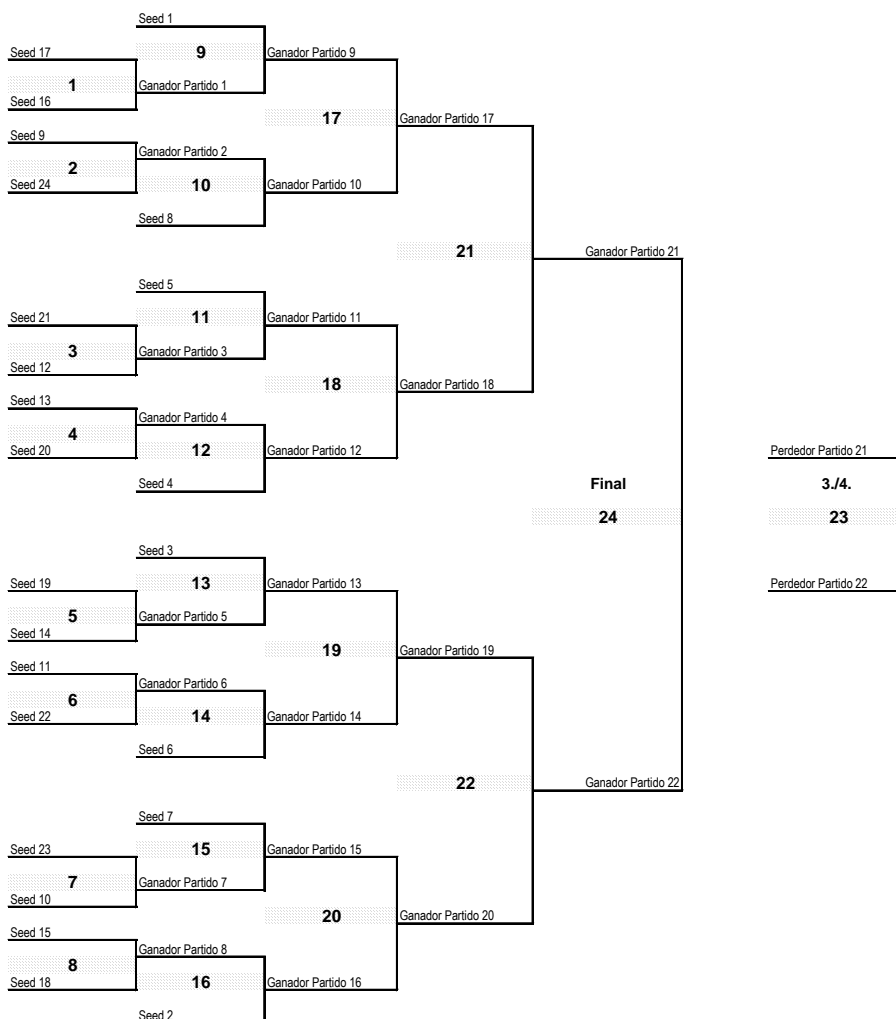 Seed 1
Seed 17
9
Ganador Partido 9
1
Ganador Partido 1
Seed 16
17
Ganador Partido 17
Seed 9
Ganador Partido 2
2
Seed 24
10
Ganador Partido 10
Seed 8
21
Ganador Partido 21
Seed 5
Seed 21
11
Ganador Partido 11
3
Ganador Partido 3
Seed 12
18
Ganador Partido 18
Seed 13
Ganador Partido 4
4
Seed 20
12
Ganador Partido 12
Perdedor Partido 21
Seed 4
Final
3./4.
24
23
Seed 3
Seed 19
13
Ganador Partido 13
Perdedor Partido 22
5
Ganador Partido 5
Seed 14
19
Ganador Partido 19
Seed 11
Ganador Partido 6
6
Seed 22
14
Ganador Partido 14
Seed 6
22
Ganador Partido 22
Seed 7
Seed 23
15
Ganador Partido 15
7
Ganador Partido 7
Seed 10
20
Ganador Partido 20
Seed 15
Ganador Partido 8
8
Seed 18
16
Ganador Partido 16
Seed 2